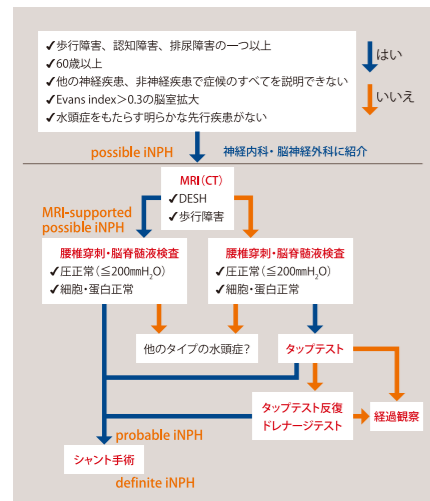 ✔歩行障害、認知障害、排尿障害の一つ以上
✔60歳以上
✔他の神経疾患、非神経疾患で症候のすべてを説明できない
✔Evans index＞0.3の脳室拡大
✔水頭症をもたらす明らかな先行疾患がない
はい
いいえ
possible iNPH
神経内科・脳神経外科に紹介
MRI（CT）
✔DESH
✔歩行障害
MRI-supported
possible iNPH
腰椎穿刺・脳脊髄液検査
✔圧正常（≦200mmH₂O）
✔細胞・蛋白正常
腰椎穿刺・脳脊髄液検査
✔圧正常（≦200mmH₂O）
✔細胞・蛋白正常
他のタイプの水頭症？
タップテスト
タップテスト反復
ドレナージテスト
経過観察
probable iNPH
シャント手術
definite iNPH